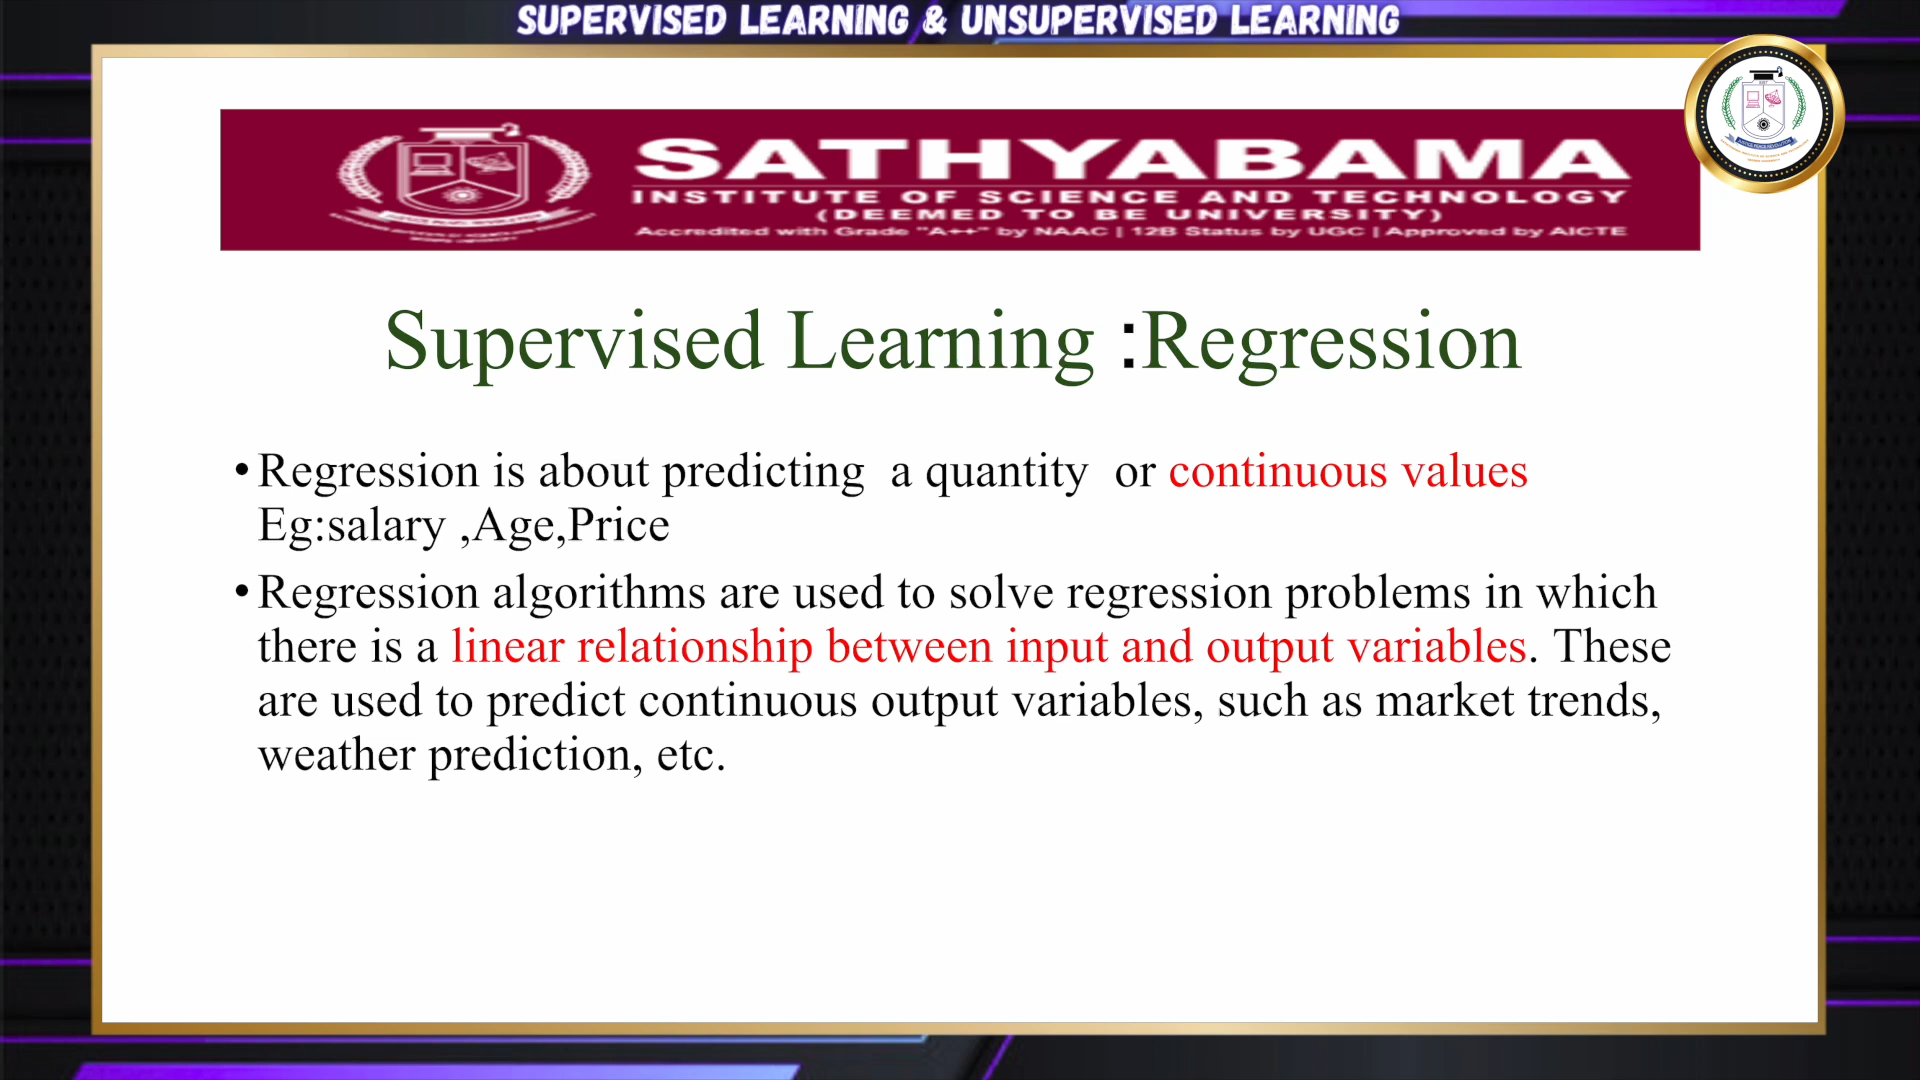 SUPERVISED LEARNING & UNSUPERVISED LEARNING
SATHYABAMA
INSTITUTE OF SCIENCE AND TECHNOLOGY
(DEEMED TO BE UNIVERSITY)
Accredited with Grade "A++" by NAAC | 12B Status by UGC | Approved by AICTE
Supervised Learning :Regression
• Regression is about predicting a quantity or continuous values
Eg:salary ,Age,Price
• Regression algorithms are used to solve regression problems in which
there is a linear relationship between input and output variables. These
are used to predict continuous output variables, such as market trends,
weather prediction, etc.